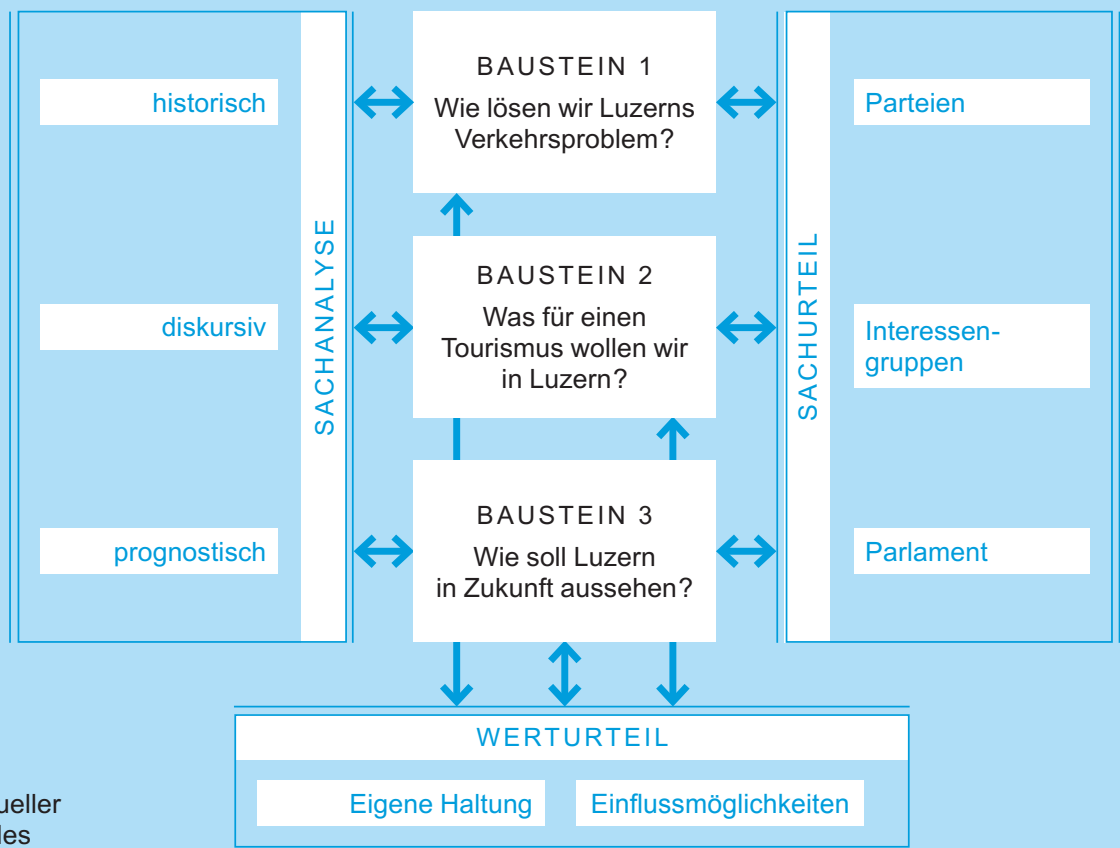 historisch
diskursiv
prognostisch
SACHANALYSE
BAUSTEIN 1
Wie lösen wir Luzerns
Verkehrsproblem?
BAUSTEIN 2
Was für einen
Tourismus wollen wir
in Luzern?
BAUSTEIN 3
Wie soll Luzern
in Zukunft aussehen?
SACHURTEIL
Parteien
Interessen-
gruppen
Parlament
WERTURTEIL
Eigene Haltung
Einflussmöglichkeiten
ueller
les